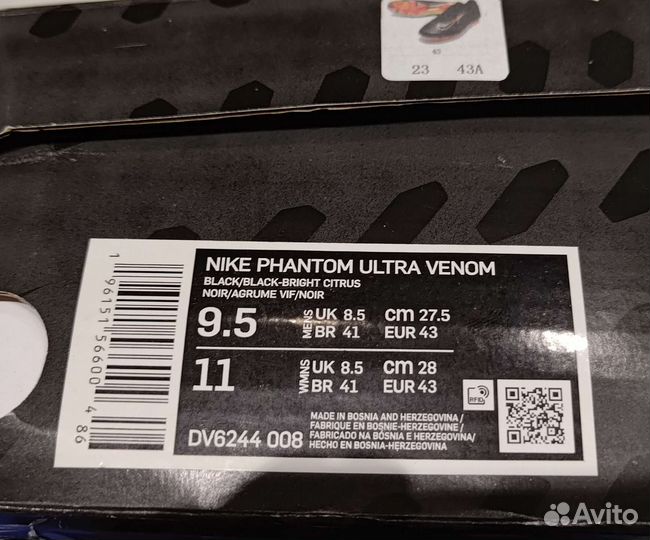 45
23 43A
NIKE PHANTOM ULTRA VENOM
BLACK/BLACK-BRIGHT CITRUS
NOIR/AGRUME VIF/NOIR
9.5 MENS UK 8.5 CM 27.5
BR 41 EUR 43
11 WMNS UK 8.5 CM 28
BR 41 EUR 43
RFID
DV6244 008
MADE IN BOSNIA AND HERZEGOVINA/
FABRIQUE EN BOSNIE-HERZEGOVINE/
FABRICADO NA BÓSNIA E HERZEGOVINA/
HECHO EN BOSNIA-HERZEGOVINA
1 96151 56600 4 86
Avito